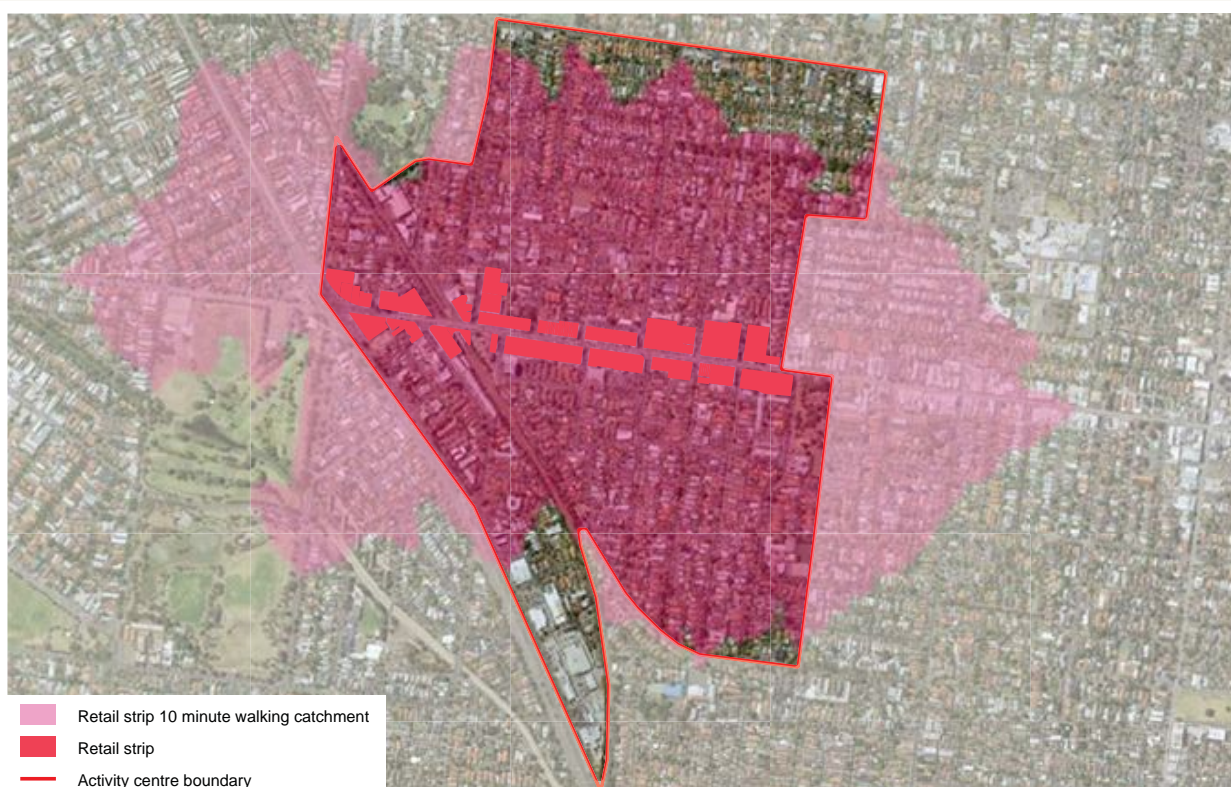 Retail strip 10 minute walking catchment
Retail strip
Activity centre boundary